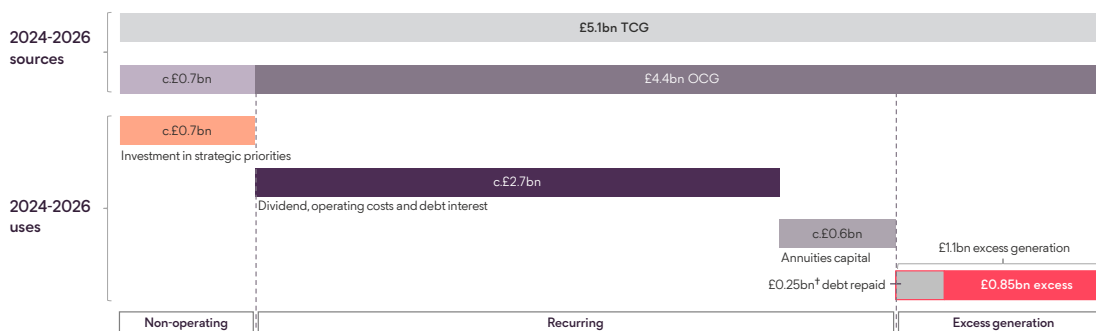 £5.1bn TCG
2024-2026
sources
c.£0.7bn
£4.4bn OCG
c.£0.7bn
Investment in strategic priorities
c.£2.7bn
Dividend, operating costs and debt interest
2024-2026
uses
c.£0.6bn
Annuities capital
£1.1bn excess generation
£0.25bn† debt repaid
£0.85bn excess
Non-operating
Recurring
Excess generation